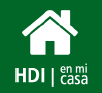 HDI | en mi
casa